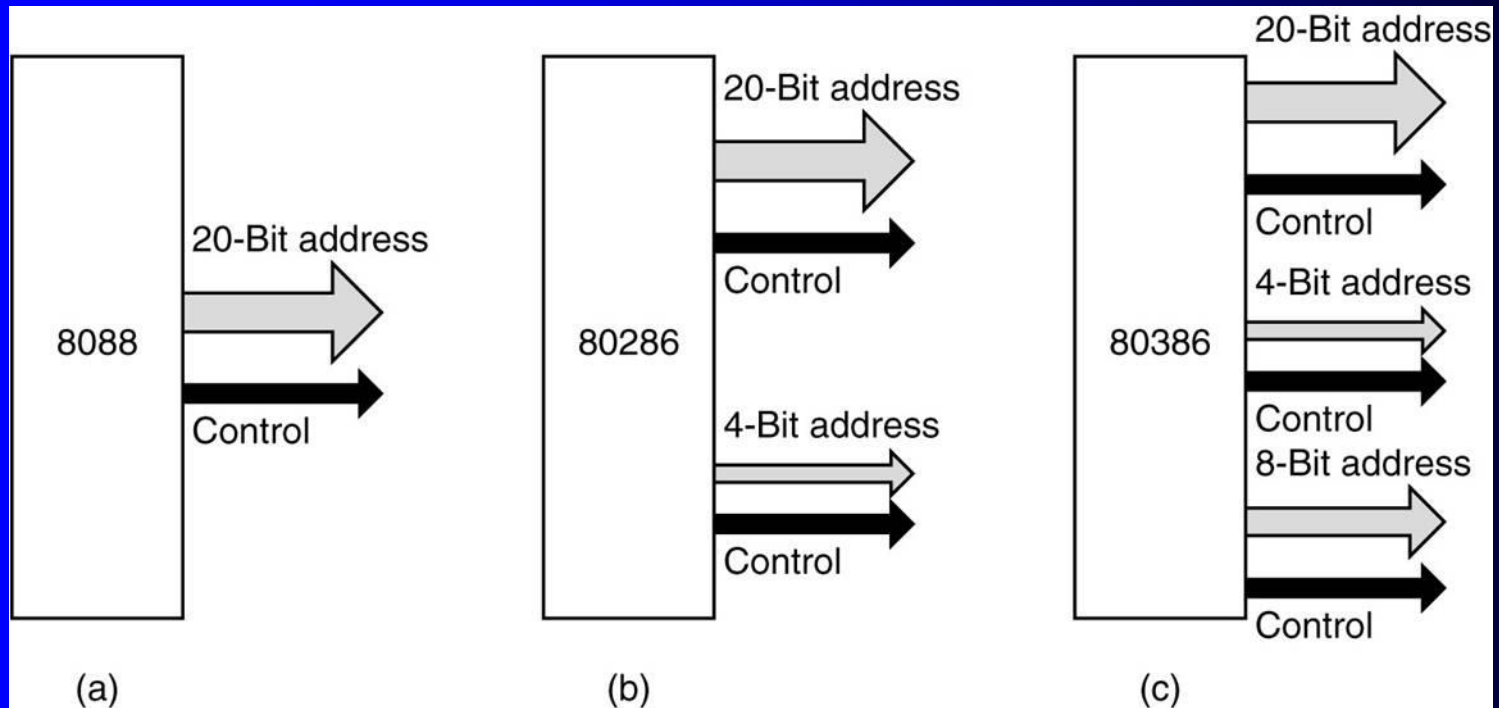 8088
20-Bit address
Control
(a)
80286
20-Bit address
Control
4-Bit address
Control
(b)
80386
20-Bit address
Control
4-Bit address
Control
8-Bit address
Control
(c)